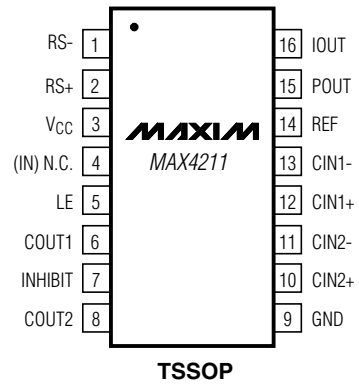 RS- 1 16 IOUT
RS+ 2 15 POUT
VCC 3 MAXIM 14 REF
(IN) N.C. 4 MAX4211 13 CIN1-
LE 5 12 CIN1+
COUT1 6 11 CIN2-
INHIBIT 7 10 CIN2+
COUT2 8 9 GND
TSSOP